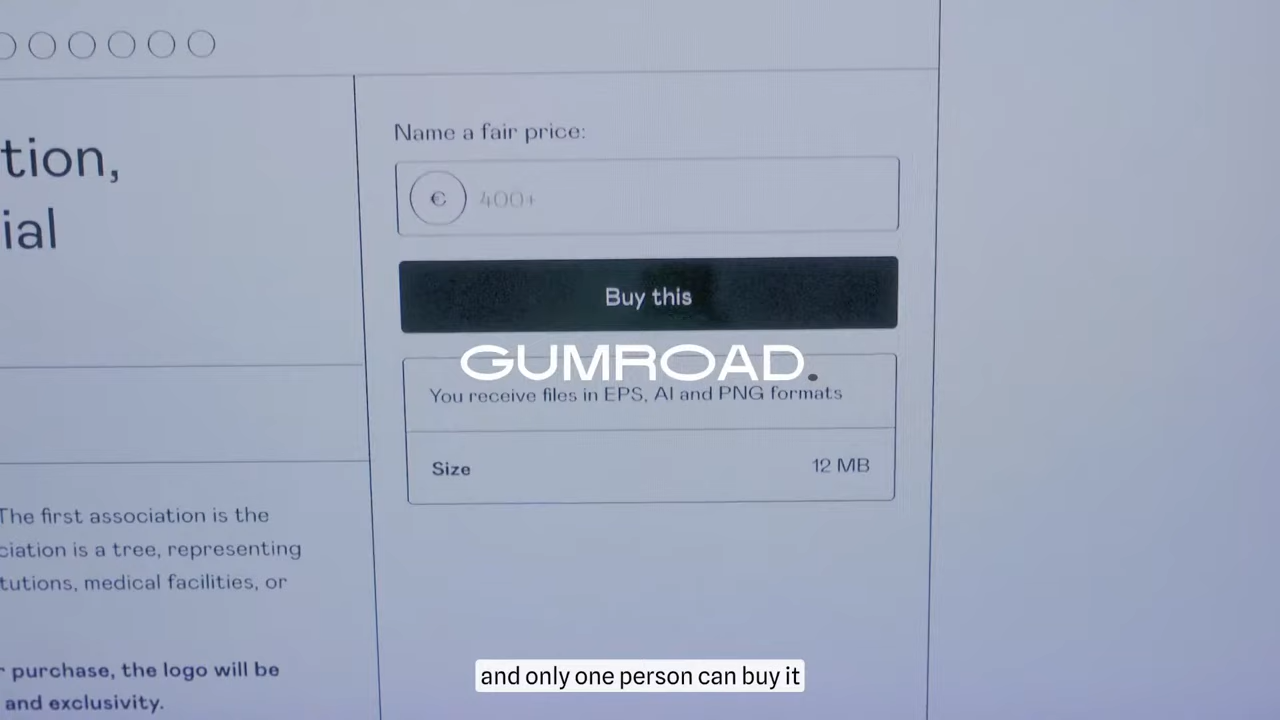 tion,
ial
The first association is the
ciation is a tree, representing
tutions, medical facilities, or
purchase, the logo will be
and exclusivity.
Name a fair price:
€ 400+
Buy this
GUMROAD.
You receive files in EPS, AI and PNG formats
Size 12 MB
and only one person can buy it